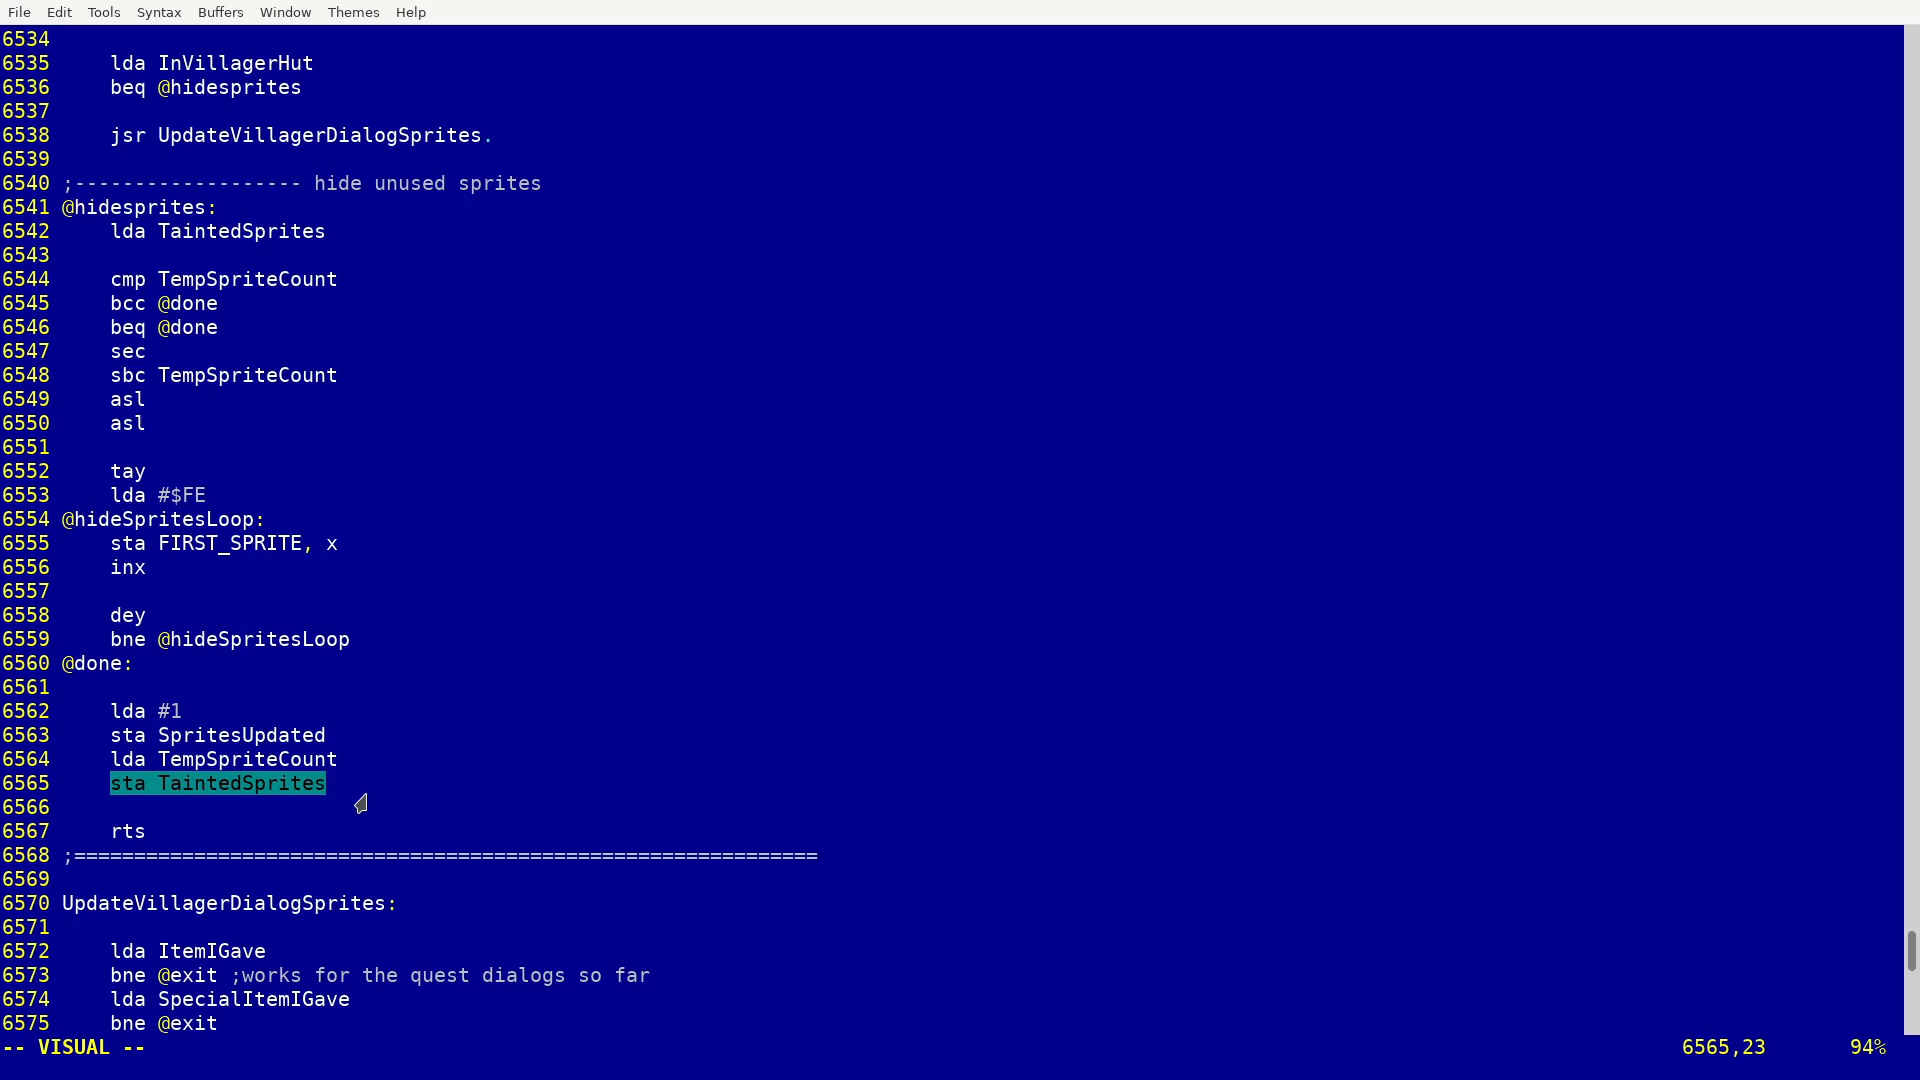 File Edit Tools Syntax Buffers Window Themes Help
6534
6535     lda InVillagerHut
6536     beq @hidesprites
6537
6538     jsr UpdateVillagerDialogSprites.
6539
6540 ;------------------- hide unused sprites
6541 @hidesprites:
6542     lda TaintedSprites
6543
6544     cmp TempSpriteCount
6545     bcc @done
6546     beq @done
6547     sec
6548     sbc TempSpriteCount
6549     asl
6550     asl
6551
6552     tay
6553     lda #$FE
6554 @hideSpritesLoop:
6555     sta FIRST_SPRITE, x
6556     inx
6557
6558     dey
6559     bne @hideSpritesLoop
6560 @done:
6561
6562     lda #1
6563     sta SpritesUpdated
6564     lda TempSpriteCount
6565     sta TaintedSprites
6566
6567     rts
6568 ;==============================================================
6569
6570 UpdateVillagerDialogSprites:
6571
6572     lda ItemIGave
6573     bne @exit ;works for the quest dialogs so far
6574     lda SpecialItemIGave
6575     bne @exit
-- VISUAL -- 6565,23 94%